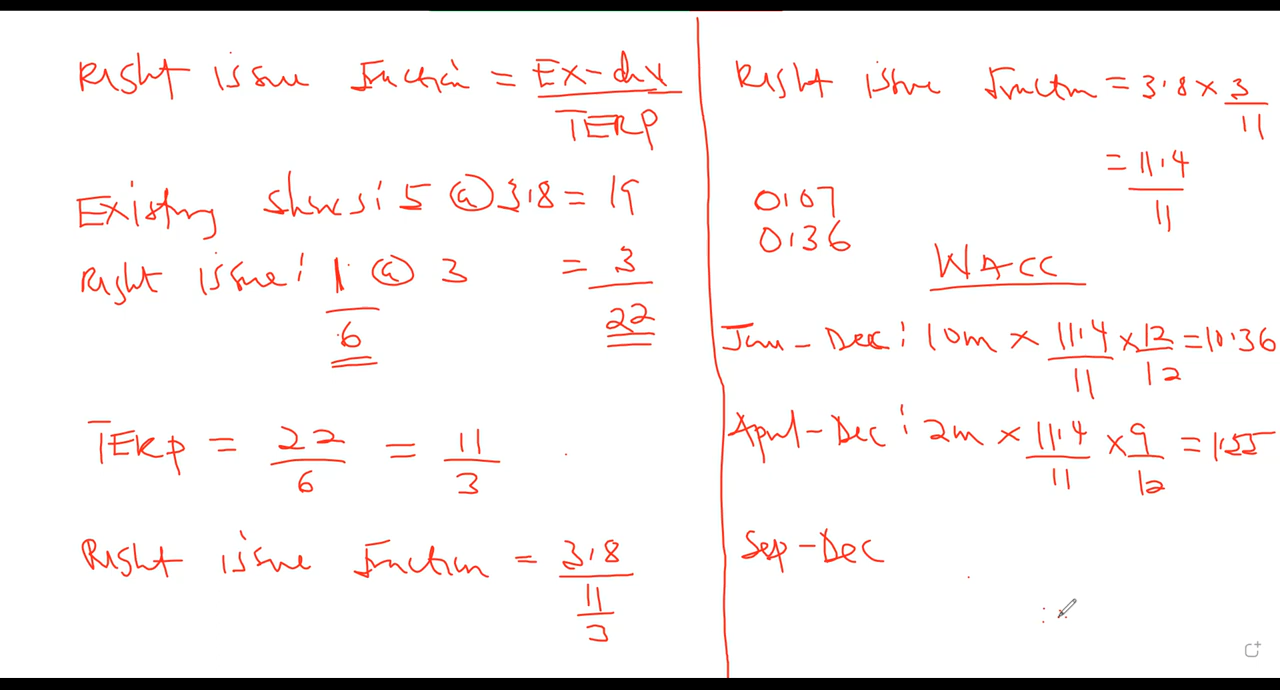 Right issue Fraction = Ex-div / TERP
Existing shares: 5 @ 3.8 = 19
Right issue: 1 @ 3 = 3
6 22
TERP = 22/6 = 11/3
Right issue Fraction = 3.8 / 11/3
Right issue Fraction = 3.8 × 3/11
= 11.4/11
0.07
0.36
WACC
Jan - Dec: 10m × 11.4/11 × 12/12 = 10.36
April - Dec: 2m × 11.4/11 × 9/12 = 1.55
Sep - Dec